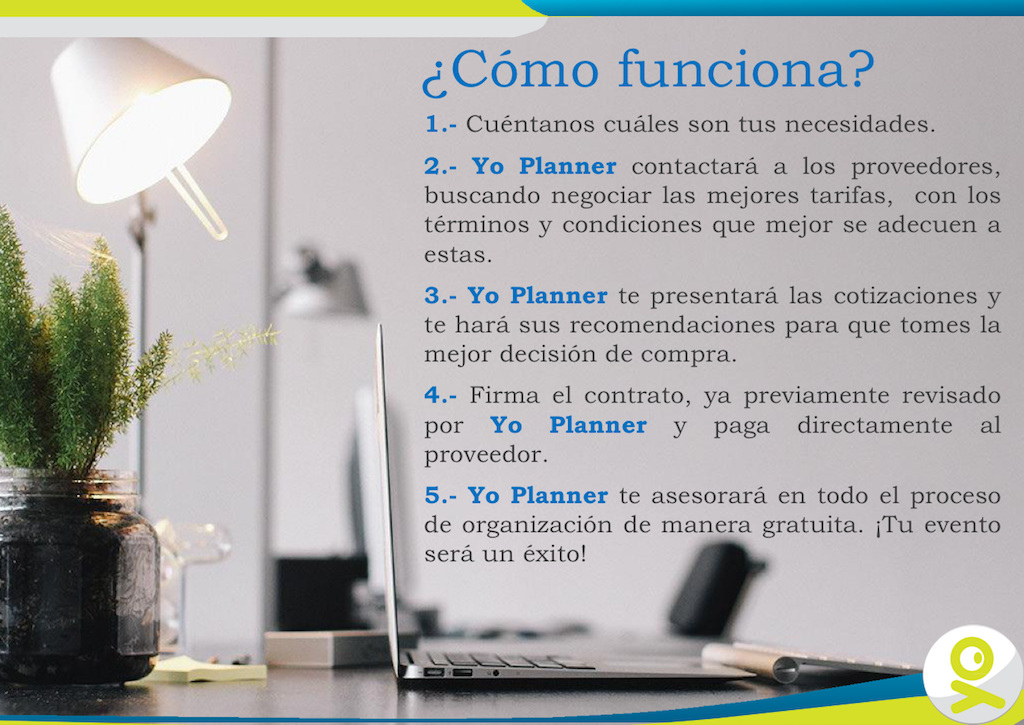 ¿Cómo funciona?
1.- Cuéntanos cuáles son tus necesidades.
2.- Yo Planner contactará a los proveedores,
buscando negociar las mejores tarifas, con los
términos y condiciones que mejor se adecuen a
estas.
3.- Yo Planner te presentará las cotizaciones y
te hará sus recomendaciones para que tomes la
mejor decisión de compra.
4.- Firma el contrato, ya previamente revisado
por Yo Planner y paga directamente al
proveedor.
5.- Yo Planner te asesorará en todo el proceso
de organización de manera gratuita. ¡Tu evento
será un éxito!